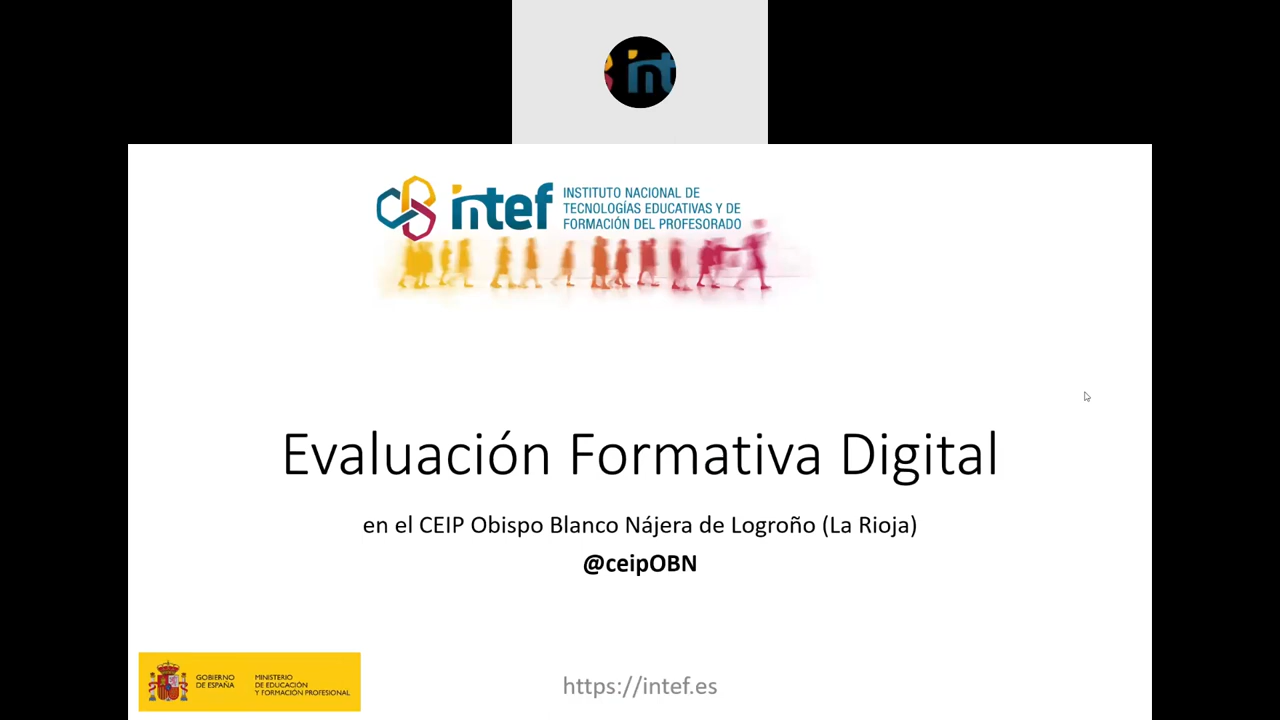 int
intef
INSTITUTO NACIONAL DE
TECNOLOGÍAS EDUCATIVAS Y DE
FORMACIÓN DEL PROFESORADO
Evaluación Formativa Digital
en el CEIP Obispo Blanco Nájera de Logroño (La Rioja)
@ceipOBN
GOBIERNO
DE ESPAÑA
MINISTERIO
DE EDUCACIÓN
Y FORMACIÓN PROFESIONAL
https://intef.es